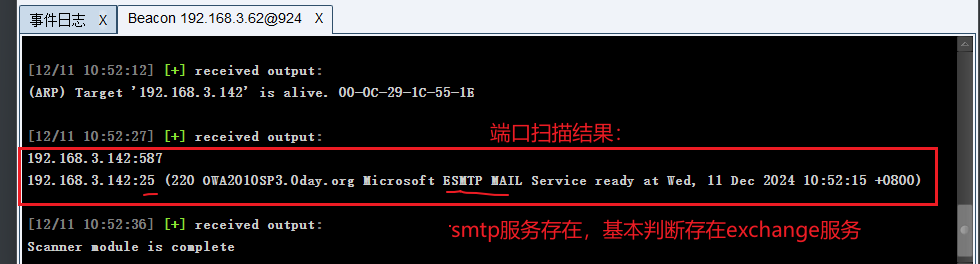 事件日志 X Beacon 192.168.3.62@924 X
[12/11 10:52:12] [+] received output:
(ARP) Target '192.168.3.142' is alive. 00-0C-29-1C-55-1E
[12/11 10:52:27] [+] received output:
端口扫描结果：
192.168.3.142:587
192.168.3.142:25 (220 OWA2010SP3.0day.org Microsoft ESMTP MAIL Service ready at Wed, 11 Dec 2024 10:52:15 +0800)
[12/11 10:52:36] [+] received output:
smtp服务存在，基本判断存在exchange服务
Scanner module is complete